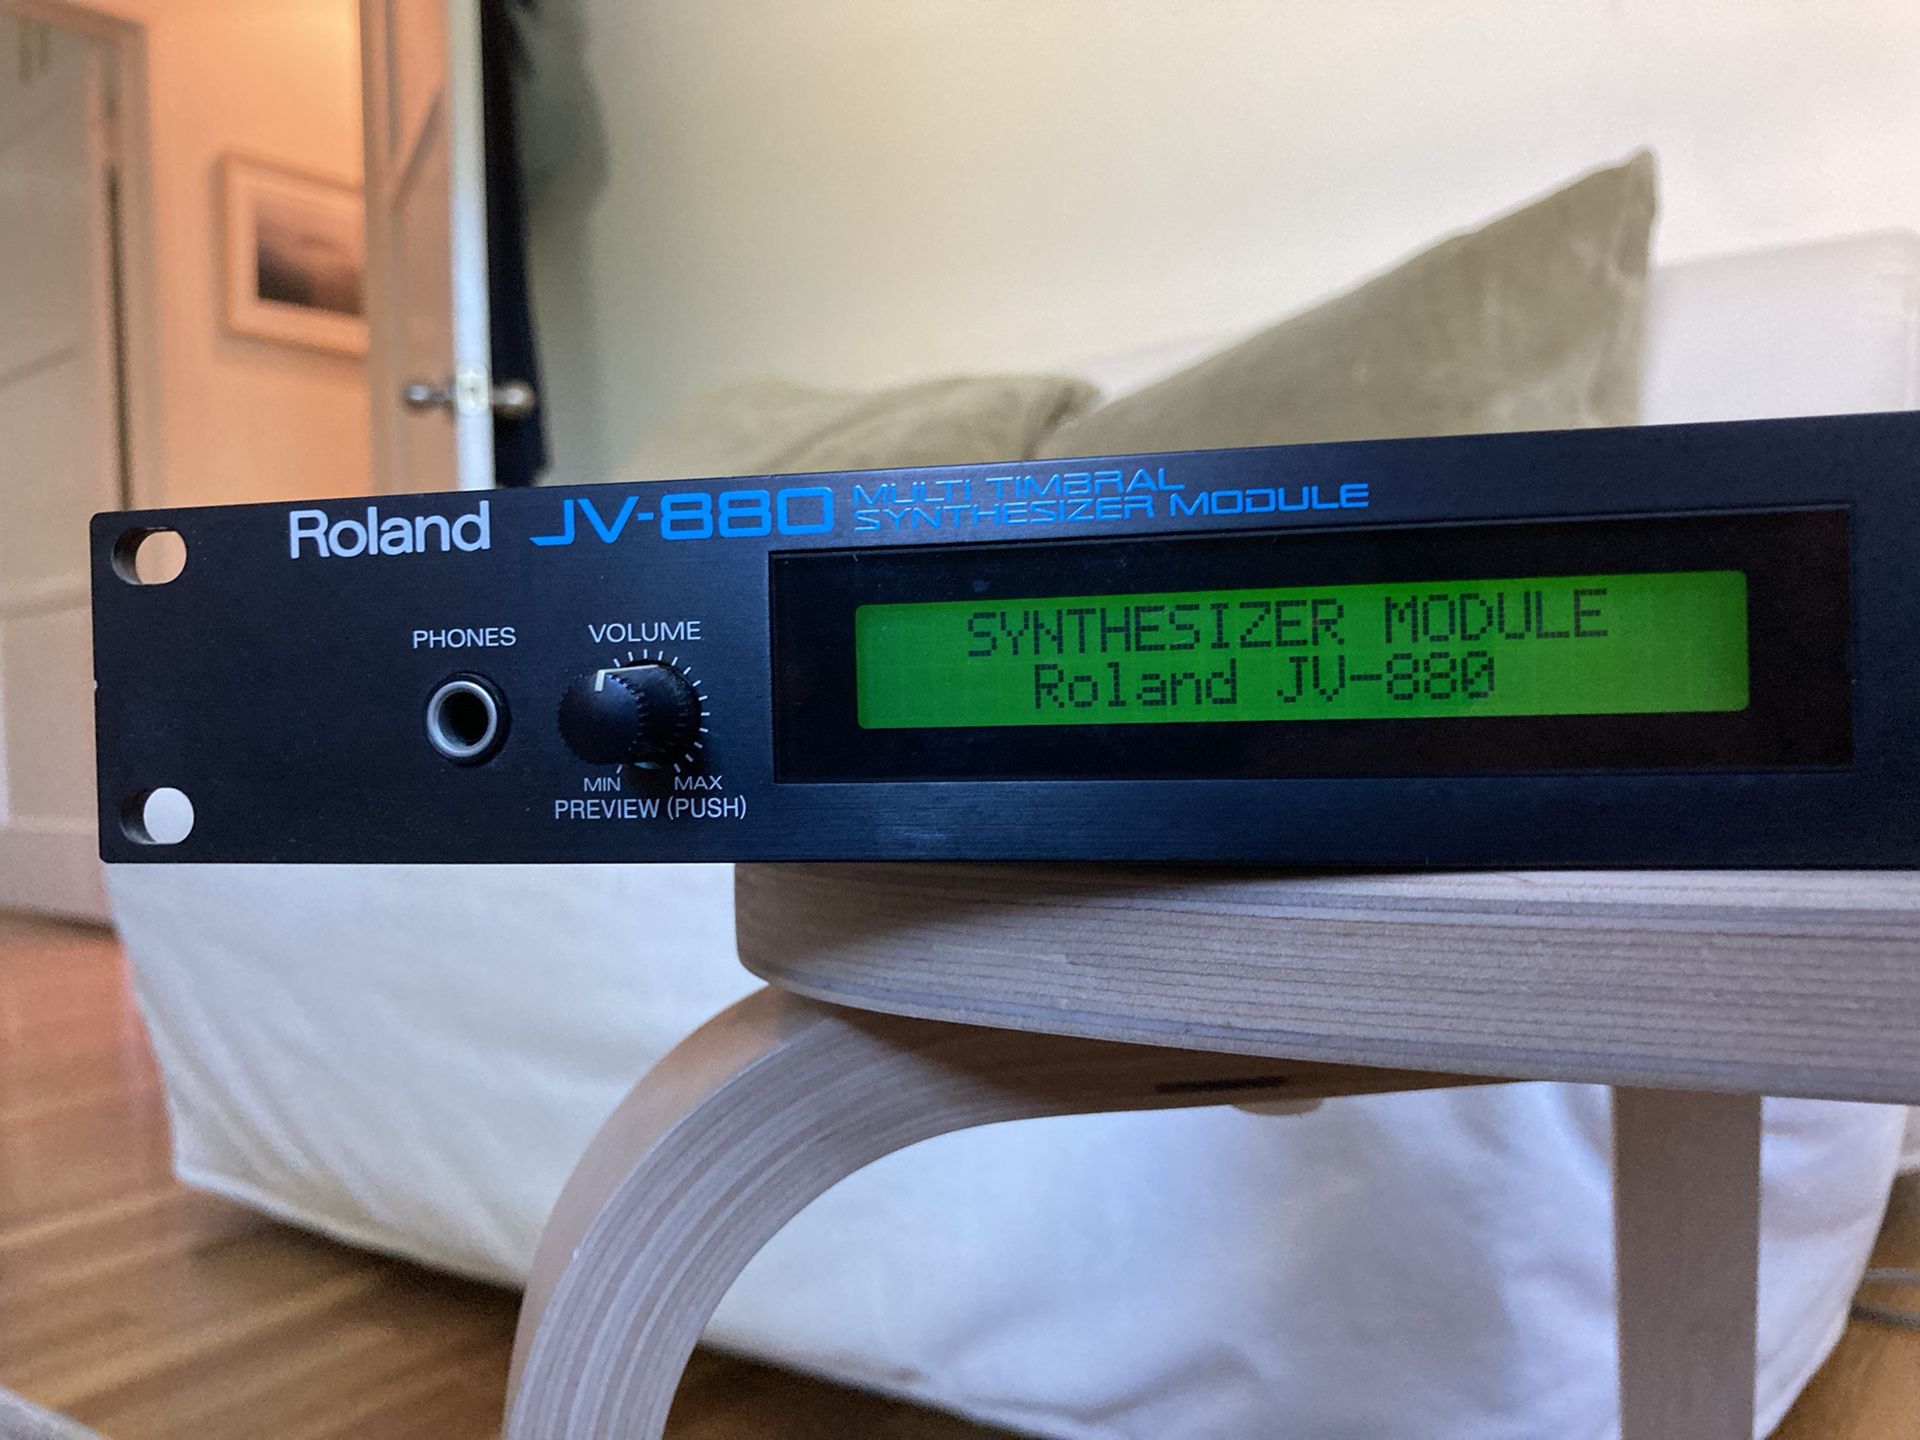 Roland JV-880 MULTI TIMBRAL
SYNTHESIZER MODULE
PHONES
VOLUME
MIN MAX
PREVIEW (PUSH)
SYNTHESIZER MODULE
Roland JV-880